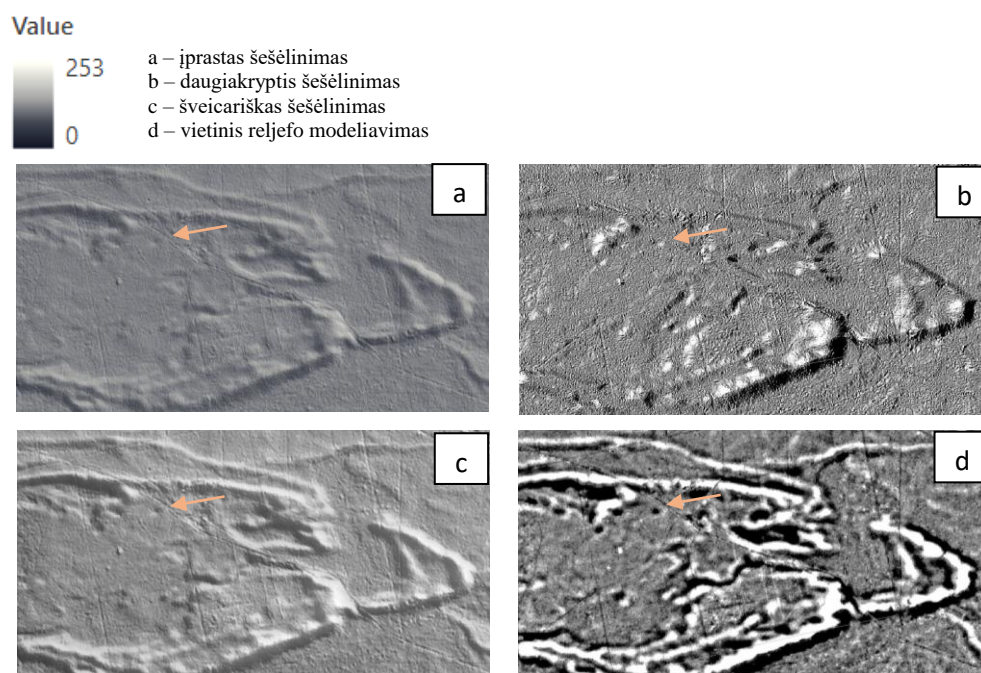 Value
253
0
a – įprastas šešėlinimas
b – daugiakryptis šešėlinimas
c – šveicariškas šešėlinimas
d – vietinis reljefo modeliavimas
a
b
c
d